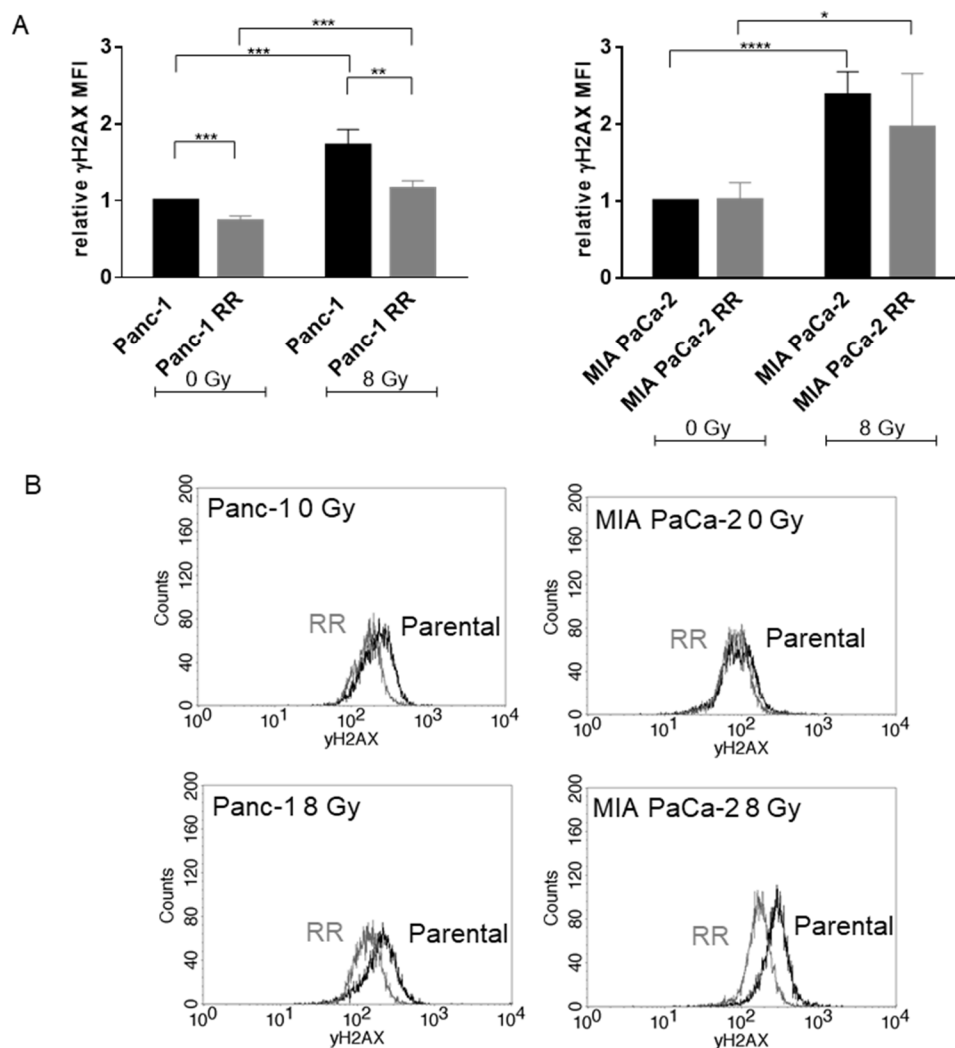 A
relative γH2AX MFI
3
2
1
0
***
***
***
**
Panc-1
Panc-1 RR
Panc-1
Panc-1 RR
0 Gy
8 Gy
relative γH2AX MFI
3
2
1
0
****
*
MIA PaCa-2
MIA PaCa-2 RR
MIA PaCa-2
MIA PaCa-2 RR
0 Gy
8 Gy
B
Panc-1 0 Gy
Counts
200
160
120
80
40
0
RR
Parental
10⁰ 10¹ 10² 10³ 10⁴
yH2AX
MIA PaCa-2 0 Gy
Counts
200
160
120
80
40
0
RR
Parental
10⁰ 10¹ 10² 10³ 10⁴
yH2AX
Panc-1 8 Gy
Counts
200
160
120
80
40
0
RR
Parental
10⁰ 10¹ 10² 10³ 10⁴
yH2AX
MIA PaCa-2 8 Gy
Counts
200
160
120
80
40
0
RR
Parental
10⁰ 10¹ 10² 10³ 10⁴
yH2AX